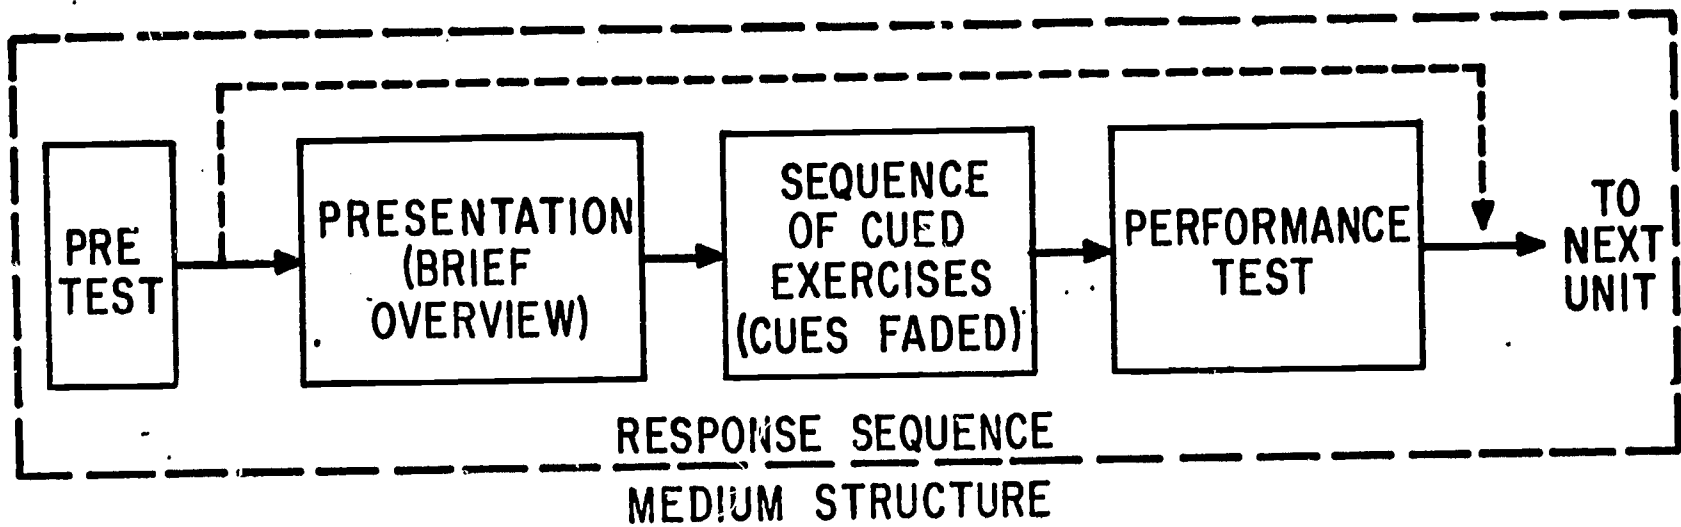 PRE
TEST
PRESENTATION
(BRIEF
OVERVIEW)
SEQUENCE
OF CUED
EXERCISES
(CUES FADED)
PERFORMANCE
TEST
TO
NEXT
UNIT
RESPONSE SEQUENCE
MEDIUM STRUCTURE